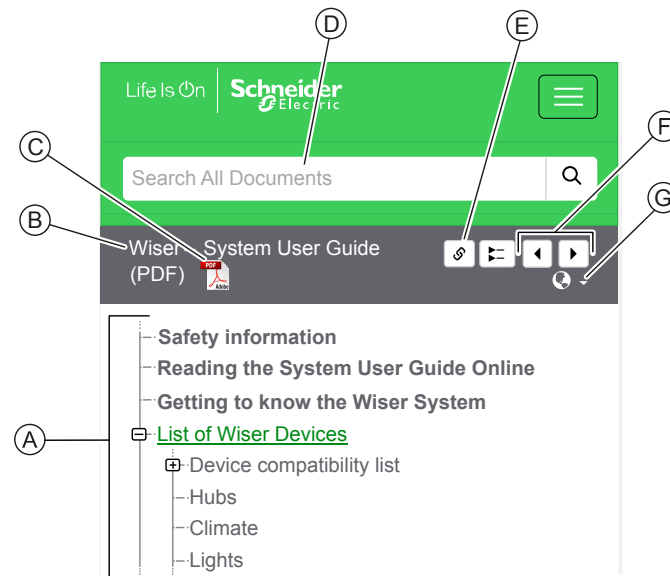 D
E
Life Is On
Schneider
Electric
C
F
Search All Documents
G
B
Wiser - System User Guide
(PDF)
PDF
Adobe
Safety information
Reading the System User Guide Online
Getting to know the Wiser System
A
List of Wiser Devices
Device compatibility list
Hubs
Climate
Lights